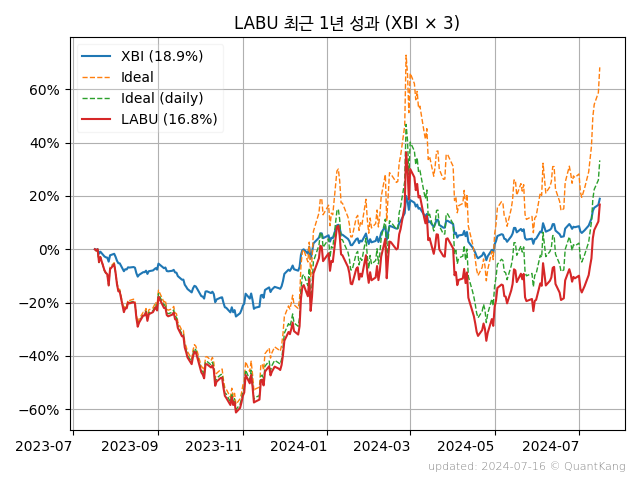 LABU 최근 1년 성과 (XBI × 3)
XBI (18.9%)
Ideal
Ideal (daily)
LABU (16.8%)
60%
40%
20%
0%
−20%
−40%
−60%
2023-07 2023-09 2023-11 2024-01 2024-03 2024-05 2024-07
updated: 2024-07-16 © QuantKang